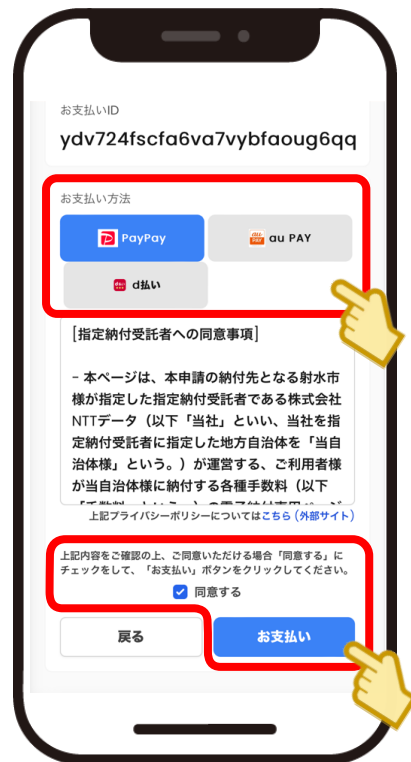 お支払いID
ydv724fscfa6va7vybfaoug6qq
お支払い方法
PayPay
au PAY
d払い
[指定納付受託者への同意事項]
- 本ページは、本申請の納付先となる射水市
様が指定した指定納付受託者である株式会社
NTTデータ（以下「当社」といい、当社を指
定納付受託者に指定した地方自治体を「当自
治体様」という。）が運営する、ご利用者様
が当自治体様に納付する各種手数料（以下
上記プライバシーポリシーについてはこちら（外部サイト）
上記内容をご確認の上、ご同意いただける場合「同意する」に
チェックをして、「お支払い」ボタンをクリックしてください。
同意する
戻る
お支払い